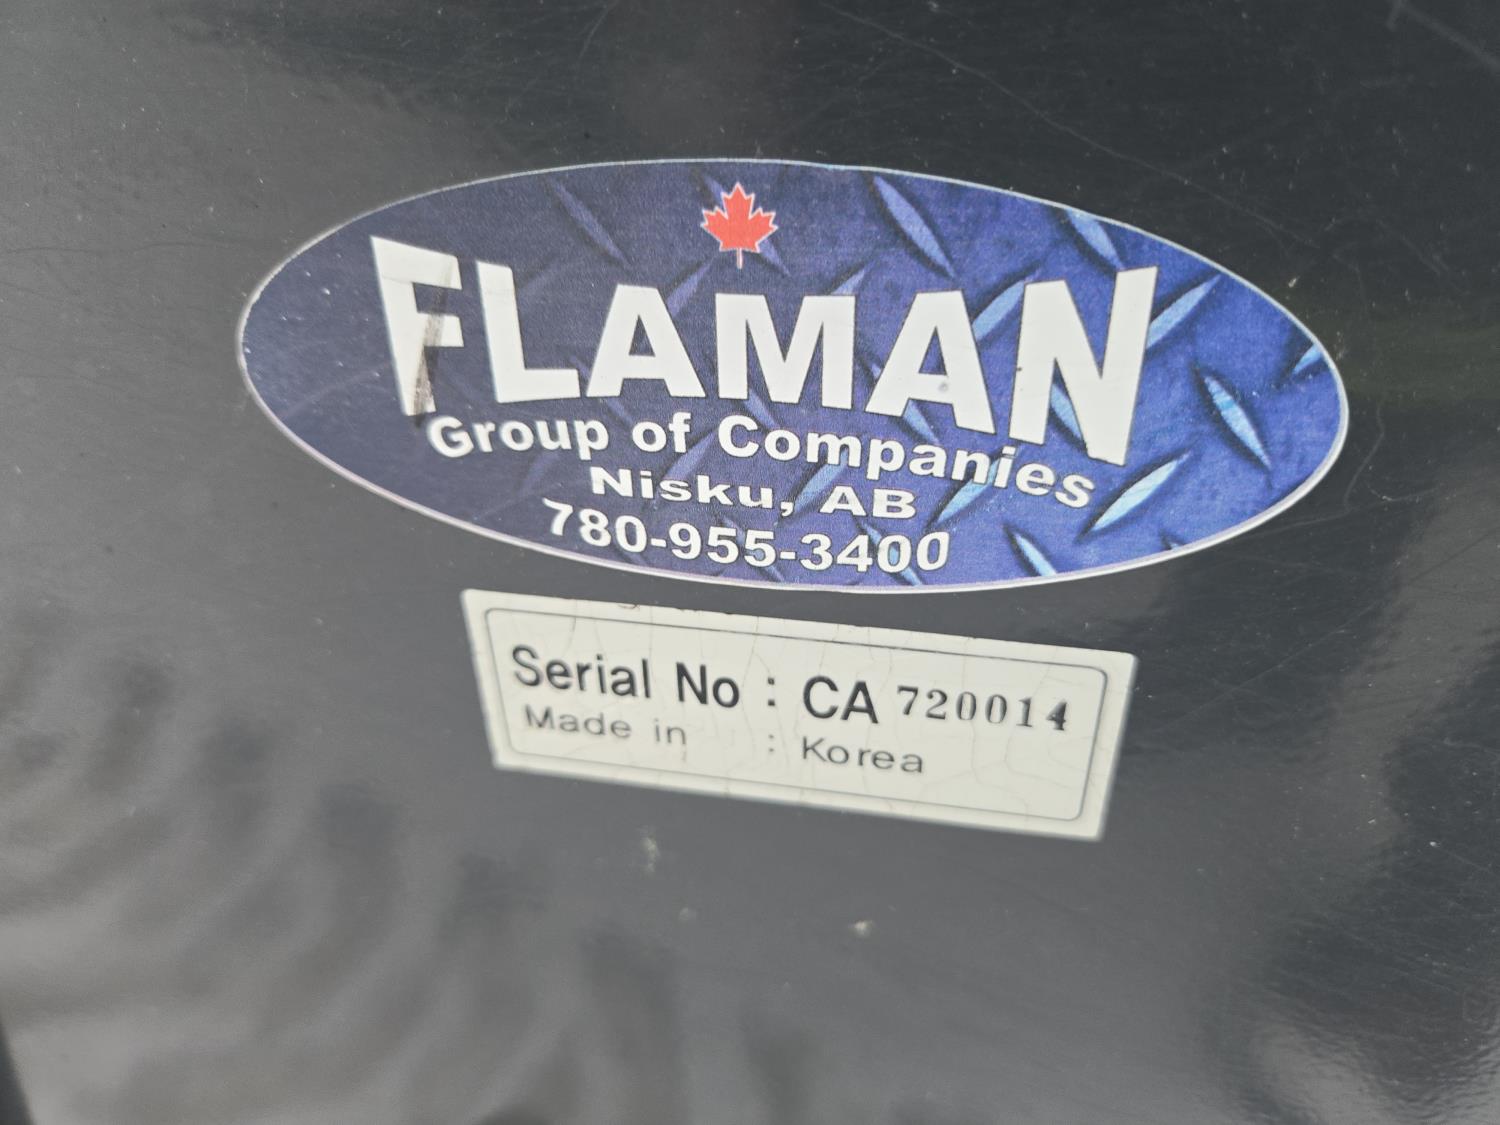 FLAMAN
Group of Companies
Nisku, AB
780-955-3400
Serial No : CA 720014
Made in : Korea